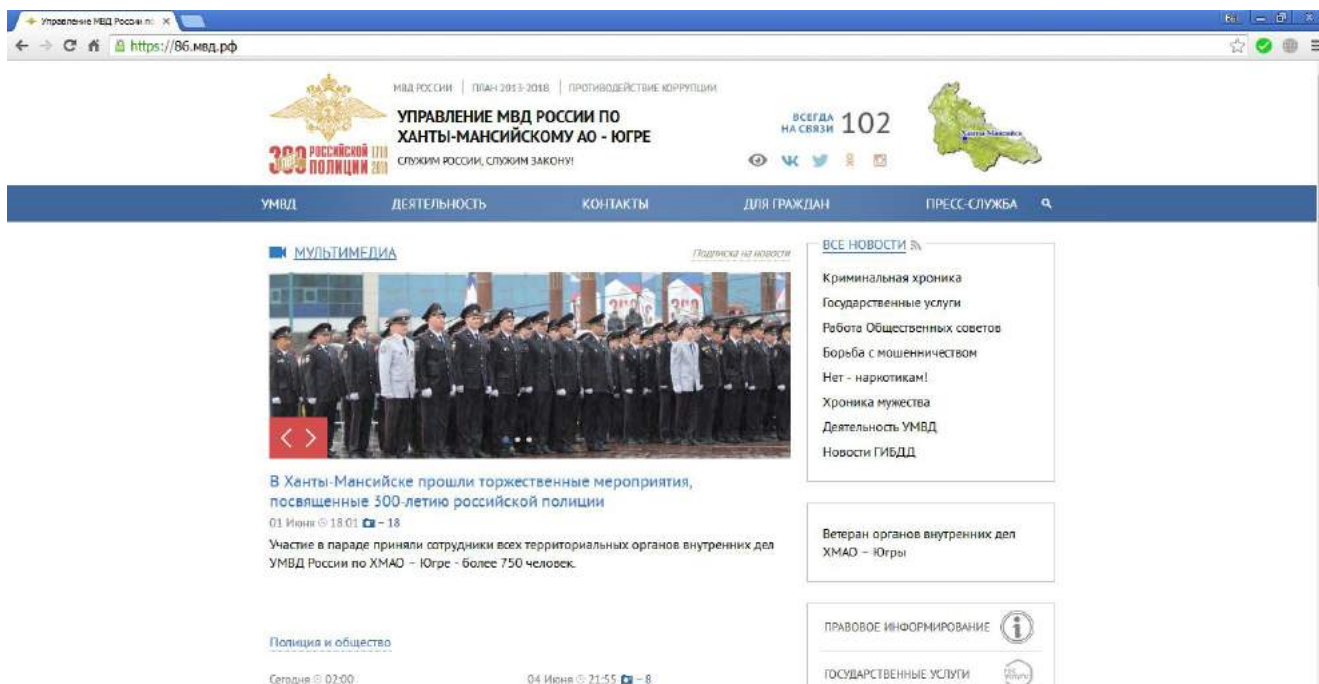 Управление МВД России по
https://86.мвд.рф
МВД РОССИИ | ПЛАН 2013-2018 | ПРОТИВОДЕЙСТВИЕ КОРРУПЦИИ
УПРАВЛЕНИЕ МВД РОССИИ ПО
ХАНТЫ-МАНСИЙСКОМУ АО - ЮГРЕ
СЛУЖИМ РОССИИ, СЛУЖИМ ЗАКОНУ!
300 лет РОССИЙСКОЙ ПОЛИЦИИ 1718 2018
ВСЕГДА
НА СВЯЗИ 102
Ханты-Мансийск
УМВД ДЕЯТЕЛЬНОСТЬ КОНТАКТЫ ДЛЯ ГРАЖДАН ПРЕСС-СЛУЖБА
МУЛЬТИМЕДИА
Подписка на новости
В Ханты-Мансийске прошли торжественные мероприятия,
посвященные 300-летию российской полиции
01 Июня 18:01 – 18
Участие в параде приняли сотрудники всех территориальных органов внутренних дел
УМВД России по ХМАО – Югре - более 750 человек.
Полиция и общество
Сегодня 02:00
04 Июня 21:55 – 8
ВСЕ НОВОСТИ
Криминальная хроника
Государственные услуги
Работа Общественных советов
Борьба с мошенничеством
Нет - наркотикам!
Хроника мужества
Деятельность УМВД
Новости ГИБДД
Ветеран органов внутренних дел
ХМАО – Югры
ПРАВОВОЕ ИНФОРМИРОВАНИЕ
ГОСУДАРСТВЕННЫЕ УСЛУГИ